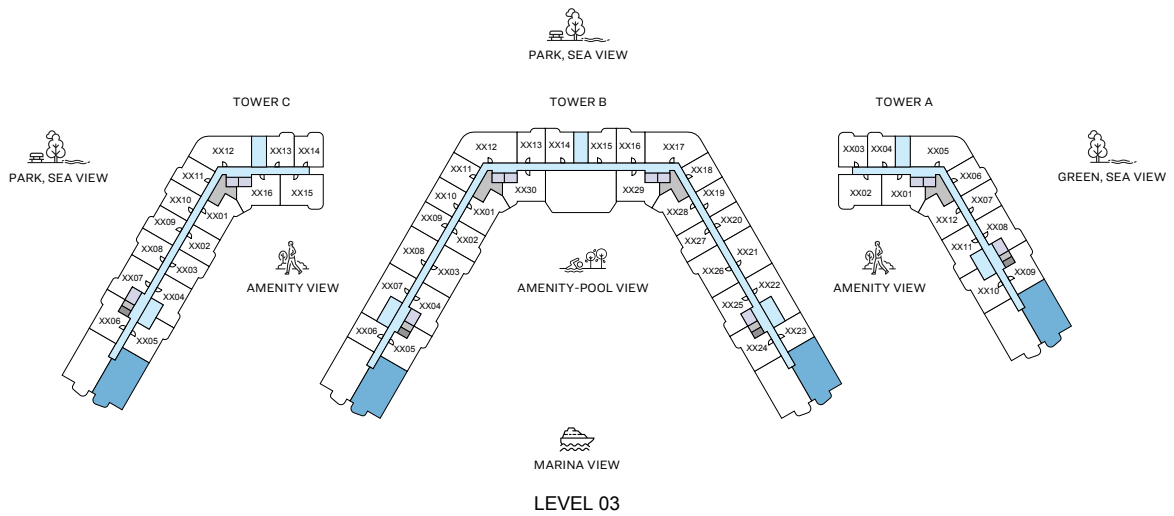 PARK, SEA VIEW
TOWER C
TOWER B
TOWER A
PARK, SEA VIEW
GREEN, SEA VIEW
XX12
XX13
XX14
XX11
XX10
XX09
XX08
XX07
XX06
XX01
XX16
XX15
XX02
XX03
XX04
XX05
XX12
XX13
XX14
XX15
XX16
XX17
XX11
XX10
XX09
XX08
XX07
XX06
XX30
XX01
XX02
XX03
XX04
XX05
XX29
XX28
XX27
XX26
XX25
XX24
XX18
XX19
XX20
XX21
XX22
XX23
XX03
XX04
XX05
XX02
XX01
XX06
XX07
XX08
XX09
XX12
XX11
XX10
AMENITY VIEW
AMENITY-POOL VIEW
AMENITY VIEW
MARINA VIEW
LEVEL 03